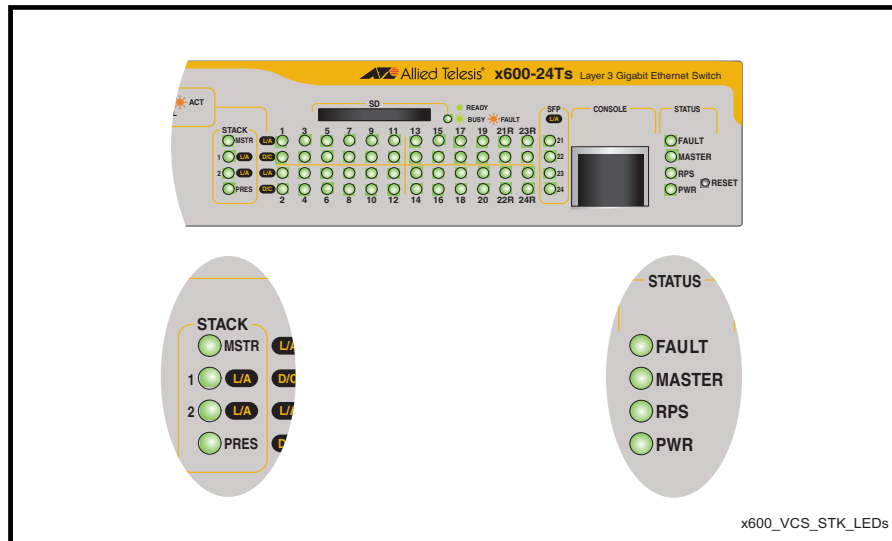 Allied Telesis® x600-24Ts Layer 3 Gigabit Ethernet Switch
ACT
L
SD
READY
BUSY FAULT
SFP
L/A
CONSOLE
STATUS
STACK
MSTR
1 L/A
2 L/A
PRES
L/A
D/C
L/A
D/C
1 3 5 7 9 11 13 15 17 19 21R 23R
2 4 6 8 10 12 14 16 18 20 22R 24R
21
22
23
24
FAULT
MASTER
RPS
PWR
RESET
STACK
MSTR L/A
1 L/A D/C
2 L/A L/A
PRES D
STATUS
FAULT
MASTER
RPS
PWR
x600_VCS_STK_LEDs